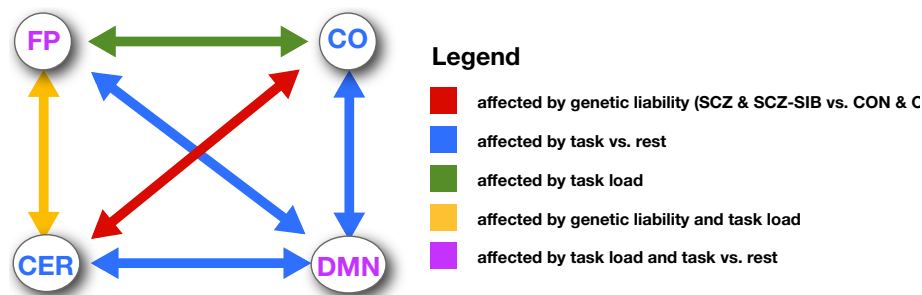 FP
CO
Legend
affected by genetic liability (SCZ & SCZ-SIB vs. CON & C
affected by task vs. rest
affected by task load
affected by genetic liability and task load
CER
DMN
affected by task load and task vs. rest